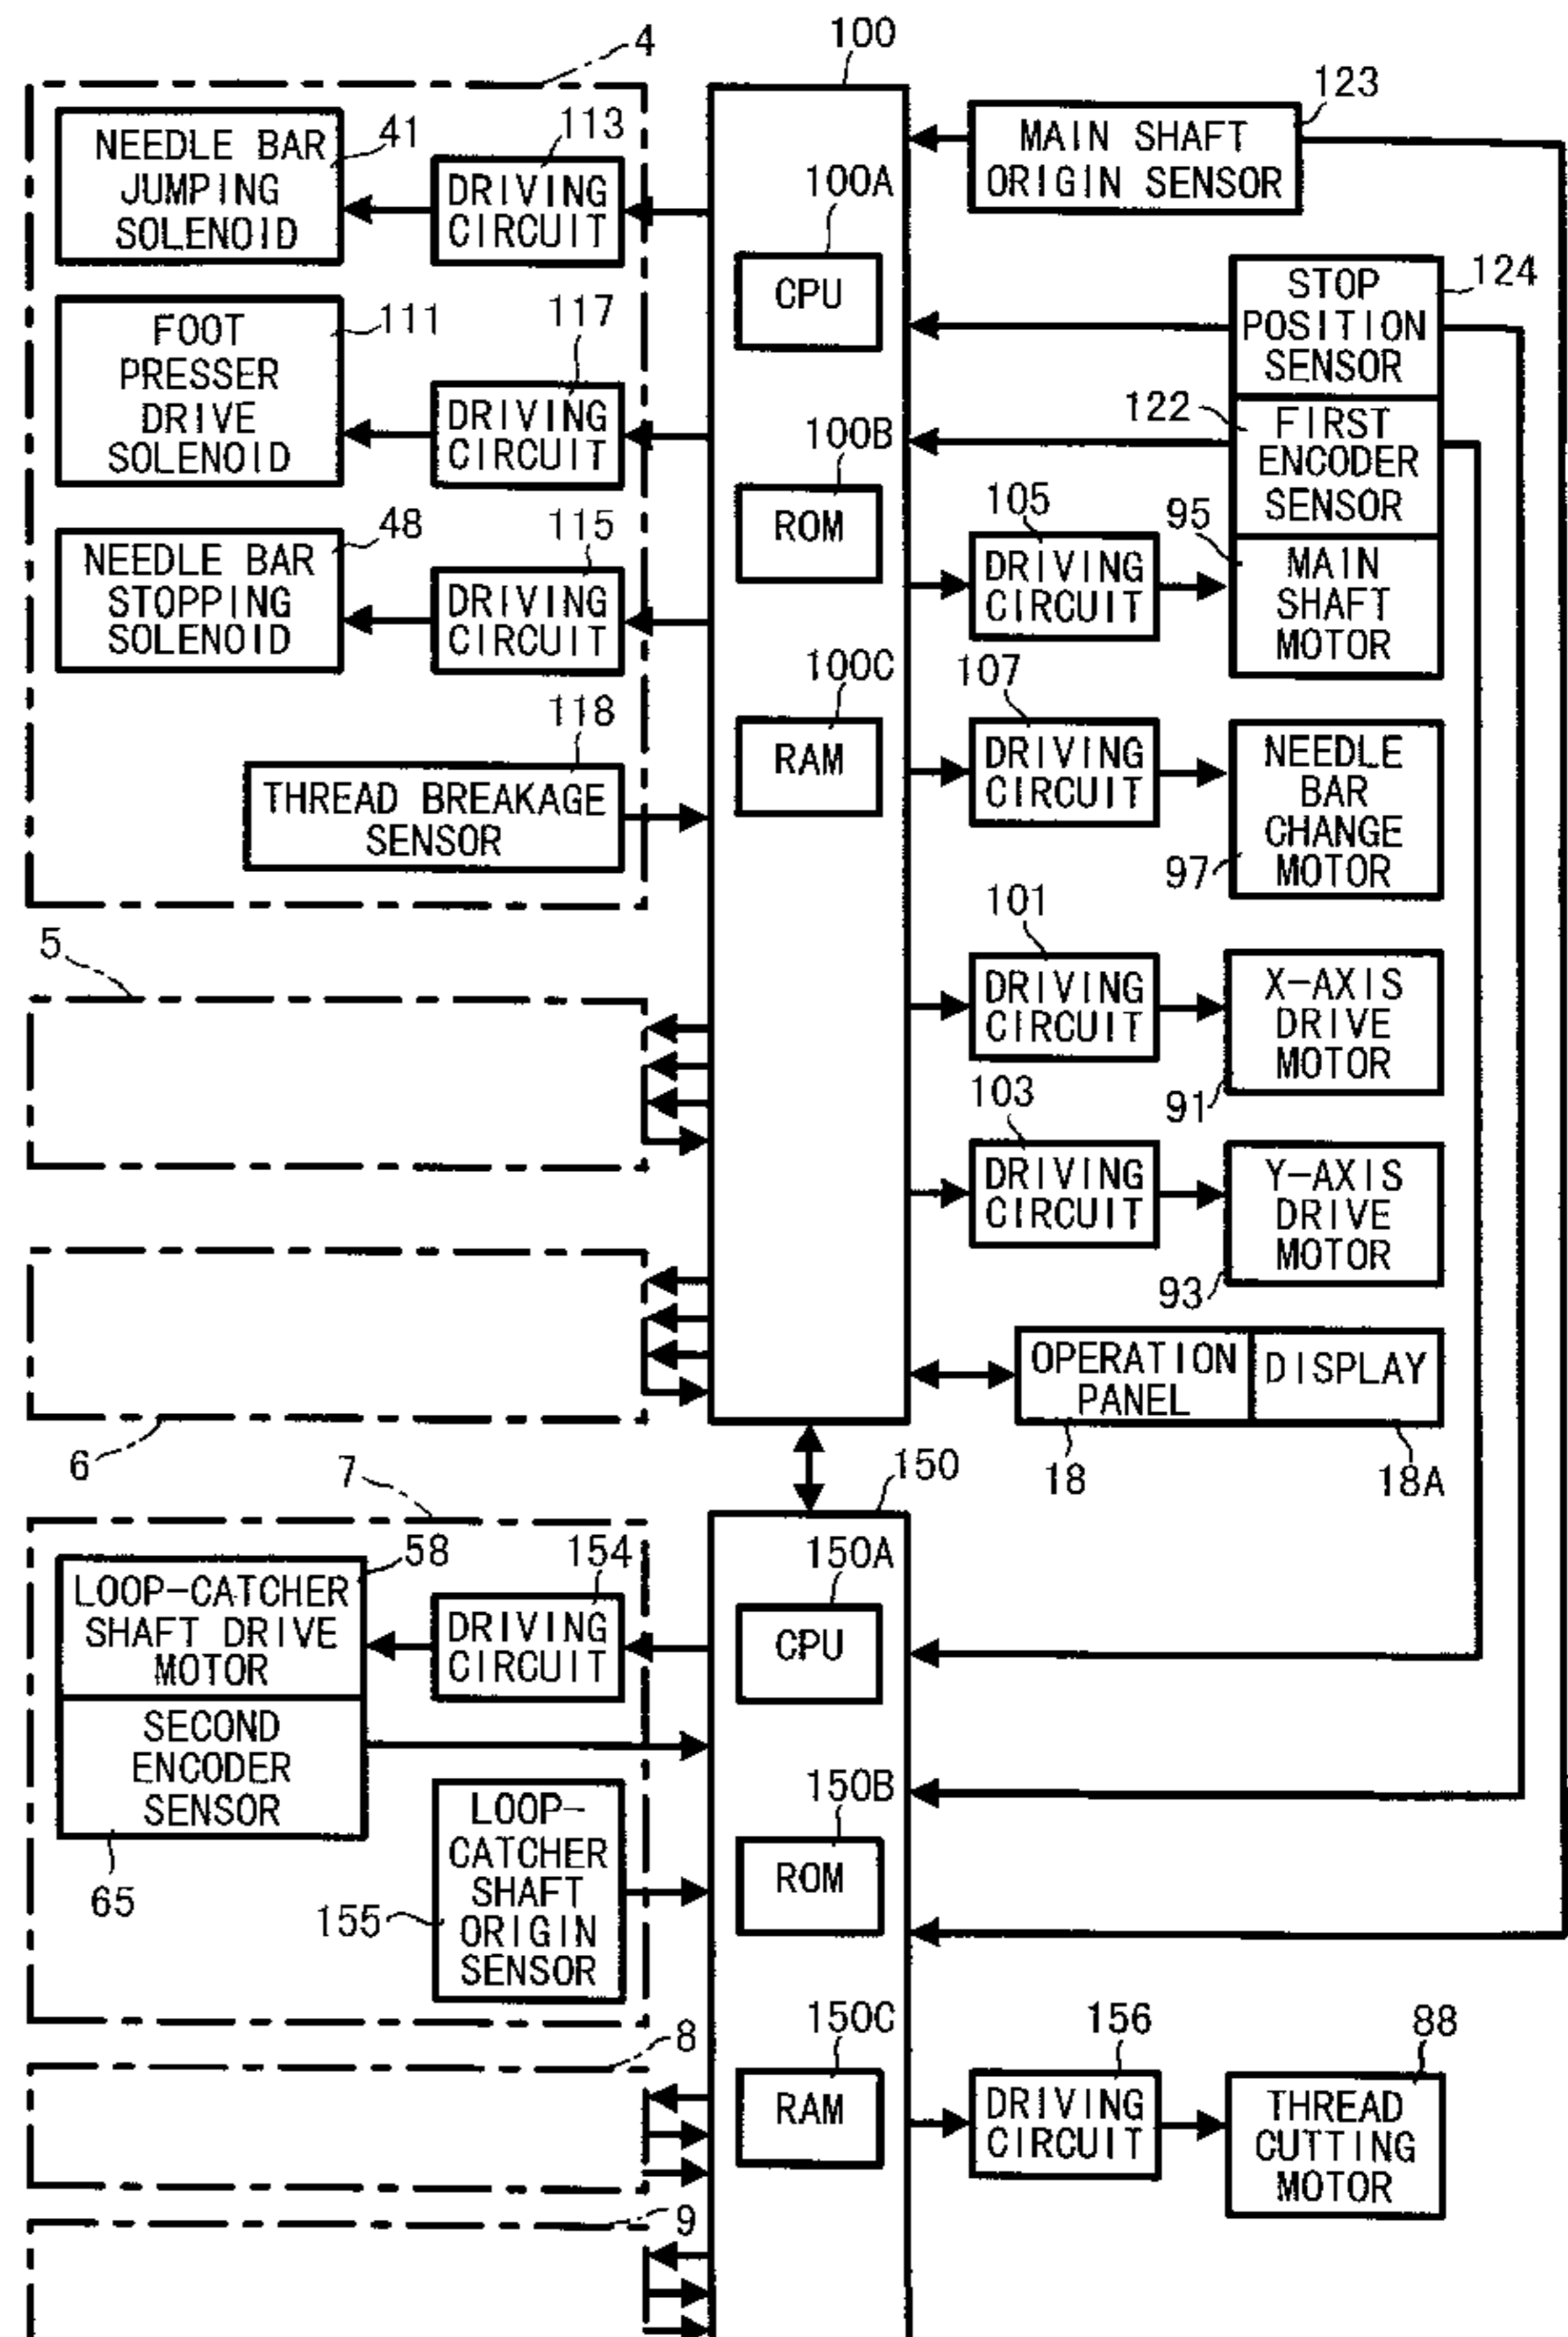 4
100
123
NEEDLE BAR
JUMPING
SOLENOID
41
113
DRIVING
CIRCUIT
100A
CPU
MAIN SHAFT
ORIGIN SENSOR
124
STOP
POSITION
SENSOR
FOOT
PRESSER
DRIVE
SOLENOID
111
117
DRIVING
CIRCUIT
100B
ROM
122
FIRST
ENCODER
SENSOR
NEEDLE BAR
STOPPING
SOLENOID
48
115
DRIVING
CIRCUIT
105
DRIVING
CIRCUIT
95
MAIN
SHAFT
MOTOR
118
THREAD BREAKAGE
SENSOR
100C
RAM
107
DRIVING
CIRCUIT
NEEDLE
BAR
CHANGE
MOTOR
97
5
101
DRIVING
CIRCUIT
X-AXIS
DRIVE
MOTOR
91
103
DRIVING
CIRCUIT
Y-AXIS
DRIVE
MOTOR
93
6
OPERATION
PANEL
DISPLAY
18
18A
7
150
LOOP-CATCHER
SHAFT DRIVE
MOTOR
58
154
DRIVING
CIRCUIT
150A
CPU
SECOND
ENCODER
SENSOR
65
LOOP-
CATCHER
SHAFT
ORIGIN
SENSOR
155
150B
ROM
8
150C
RAM
156
DRIVING
CIRCUIT
88
THREAD
CUTTING
MOTOR
9